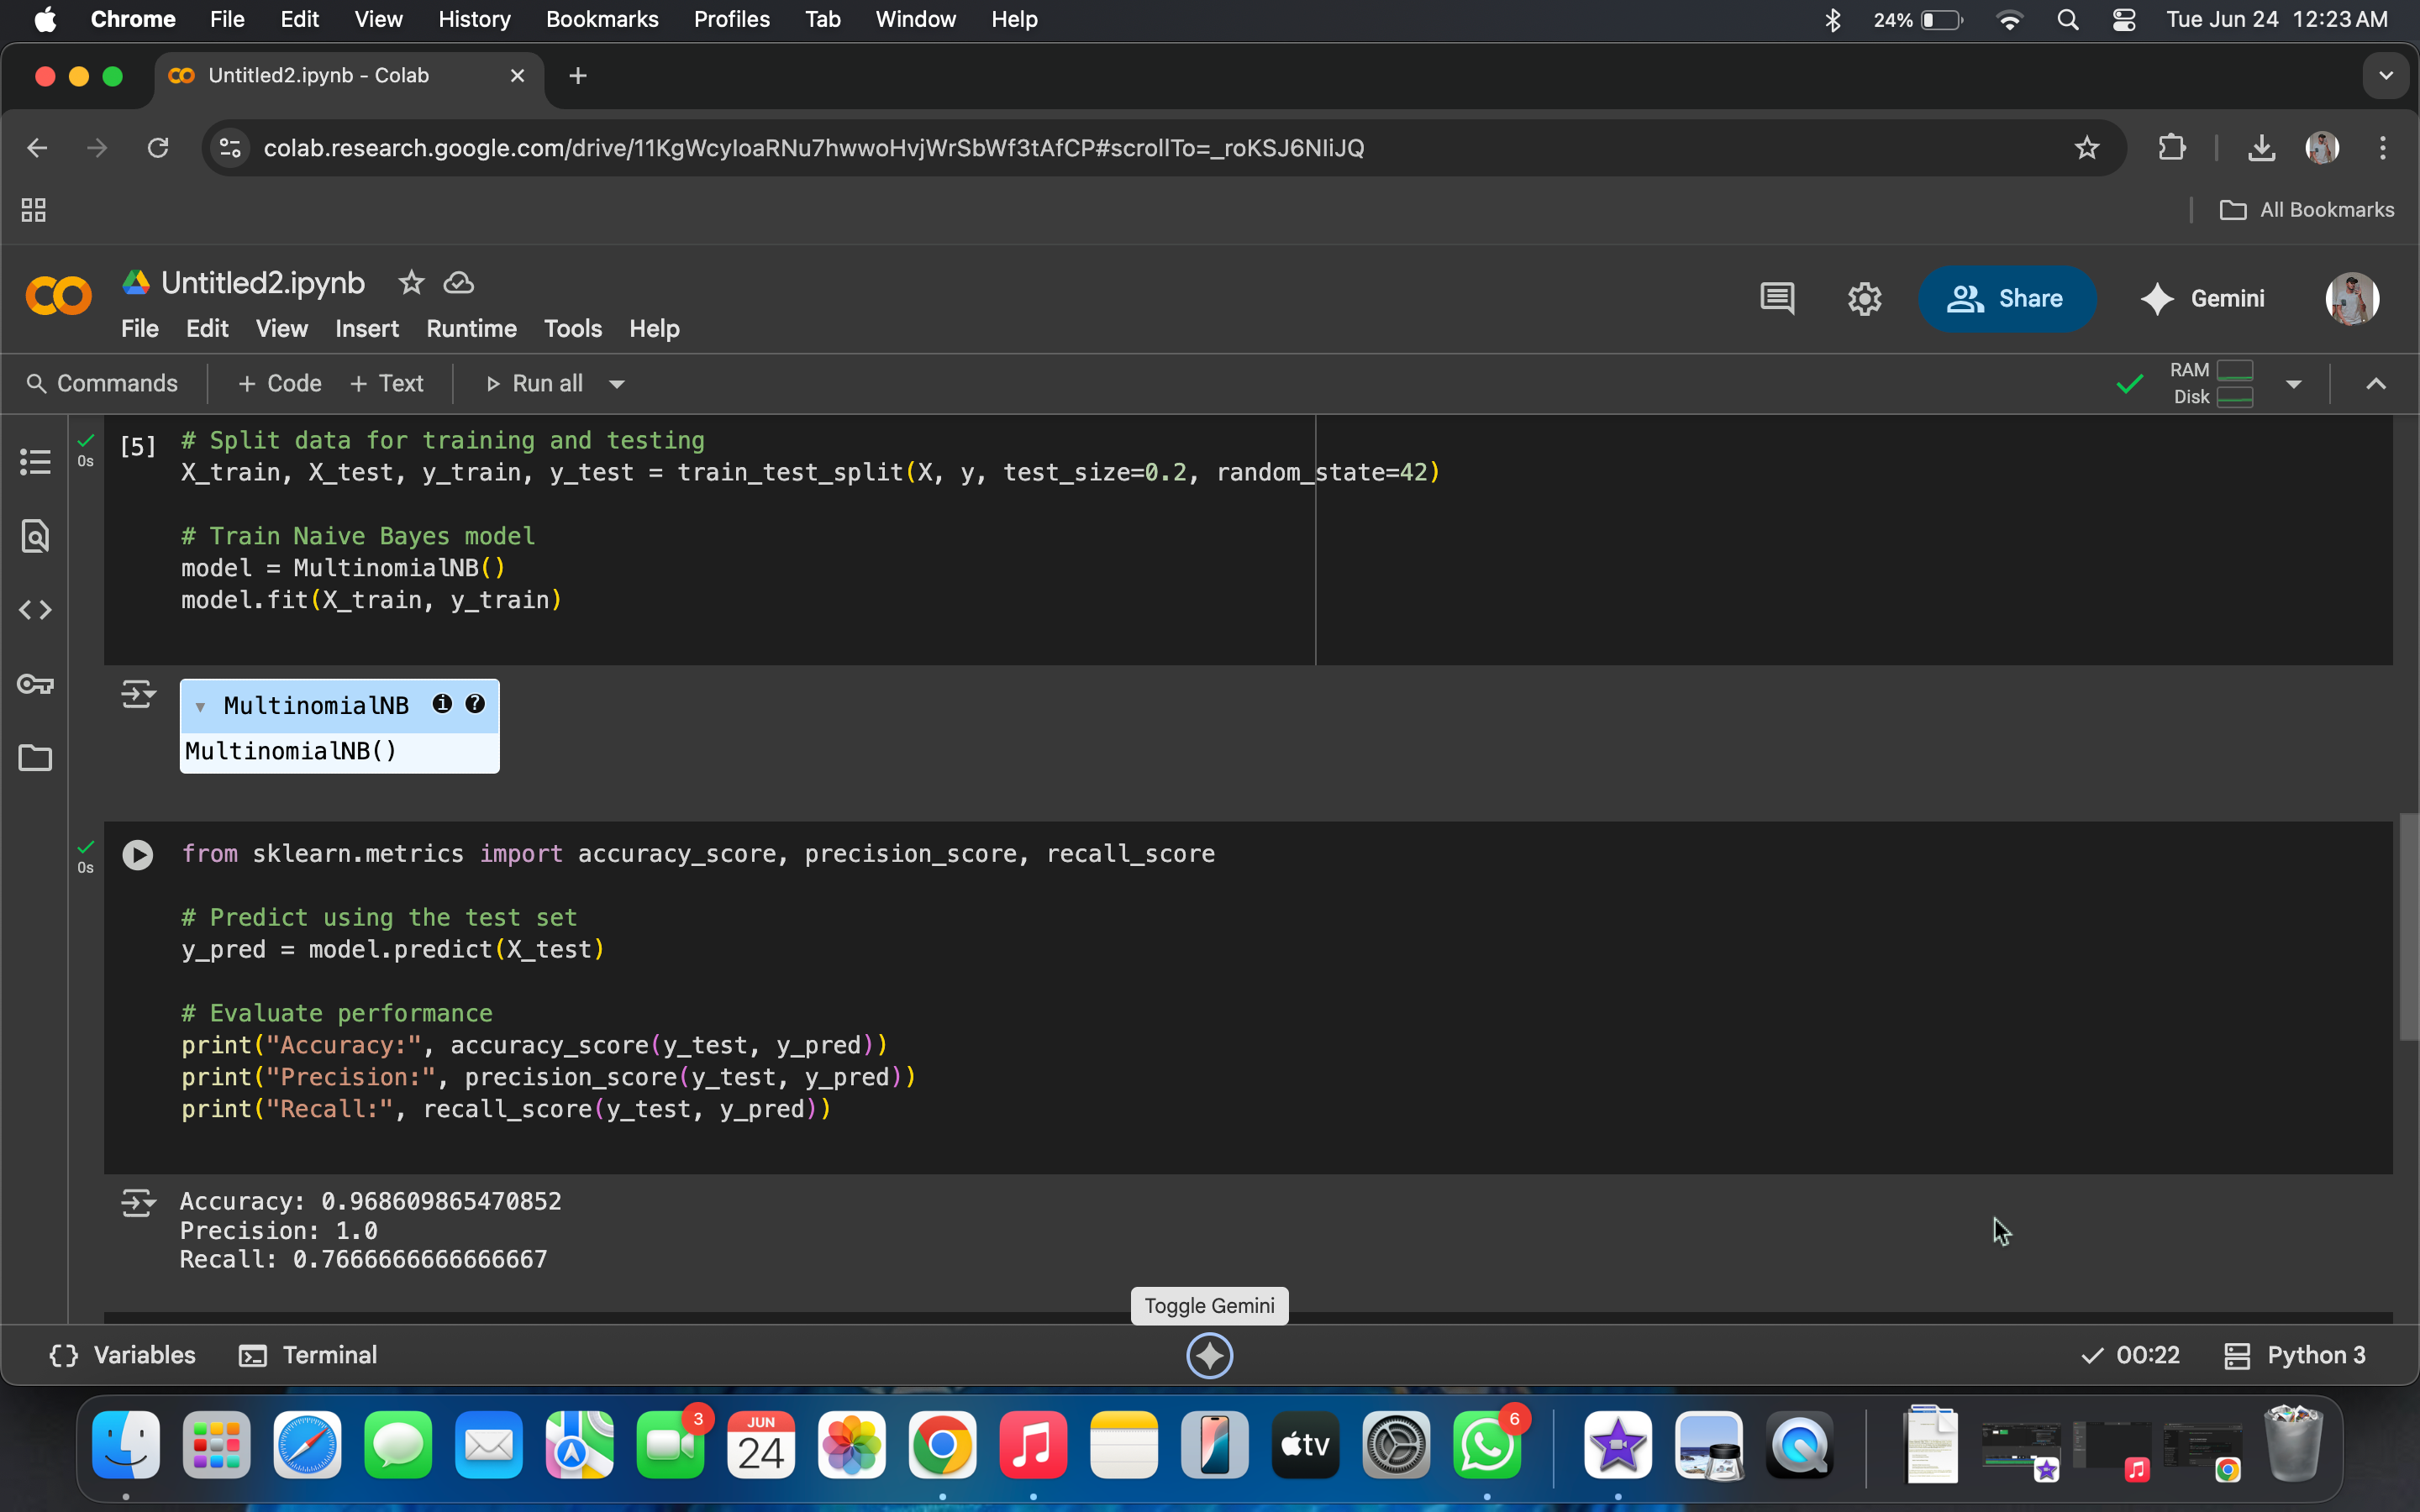 Chrome File Edit View History Bookmarks Profiles Tab Window Help 24% Tue Jun 24 12:23 AM
Untitled2.ipynb - Colab
colab.research.google.com/drive/11KgWcyIoaRNu7hwwoHvjWrSbWf3tAfCP#scrollTo=_roKSJ6NIiJQ
All Bookmarks
Untitled2.ipynb
File Edit View Insert Runtime Tools Help
Share Gemini
Commands + Code + Text Run all
RAM
Disk
[5] # Split data for training and testing
0s
X_train, X_test, y_train, y_test = train_test_split(X, y, test_size=0.2, random_state=42)
# Train Naive Bayes model
model = MultinomialNB()
model.fit(X_train, y_train)
MultinomialNB i ?
MultinomialNB()
from sklearn.metrics import accuracy_score, precision_score, recall_score
0s
# Predict using the test set
y_pred = model.predict(X_test)
# Evaluate performance
print("Accuracy:", accuracy_score(y_test, y_pred))
print("Precision:", precision_score(y_test, y_pred))
print("Recall:", recall_score(y_test, y_pred))
Accuracy: 0.968609865470852
Precision: 1.0
Recall: 0.7666666666666667
Toggle Gemini
Variables Terminal 00:22 Python 3
3
JUN
24
tv
6